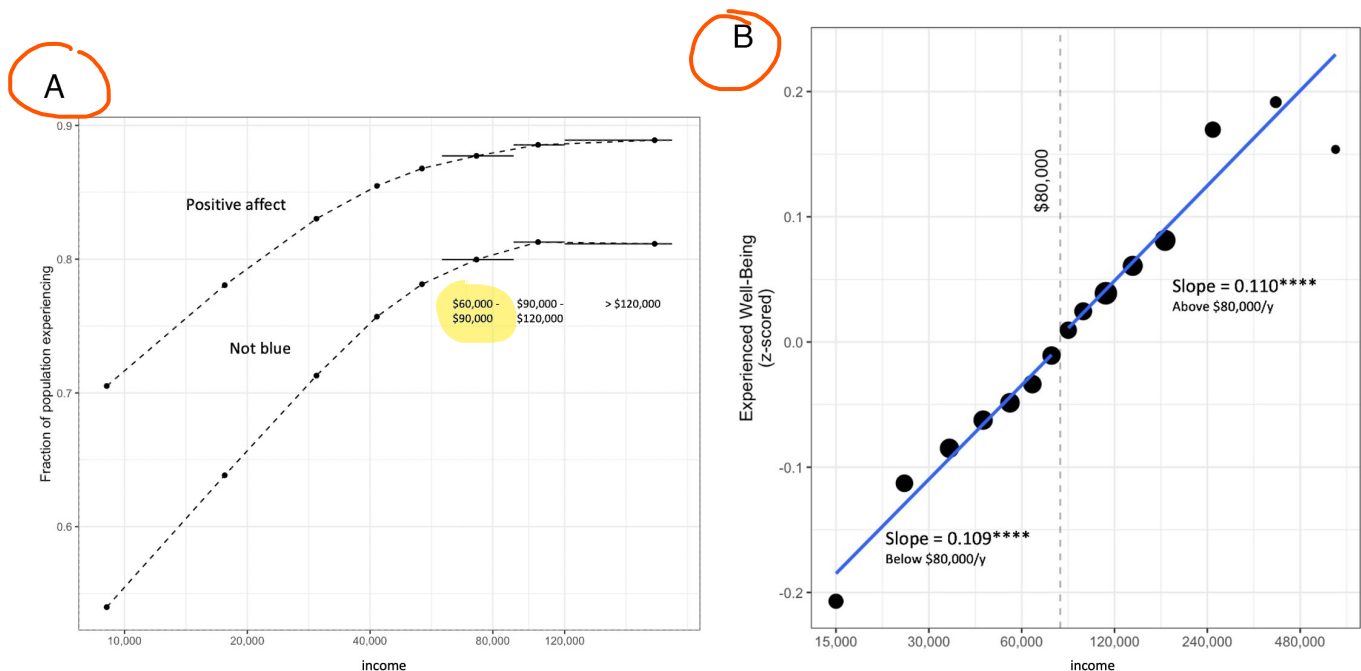 A
0.9
0.8
0.7
0.6
Fraction of population experiencing
Positive affect
Not blue
$60,000 -
$90,000
$90,000 -
$120,000
> $120,000
10,000
20,000
40,000
80,000
120,000
income
B
0.2
0.1
0.0
-0.1
-0.2
Experienced Well-Being
(z-scored)
$80,000
Slope = 0.110****
Above $80,000/y
Slope = 0.109****
Below $80,000/y
15,000
30,000
60,000
120,000
240,000
480,000
income